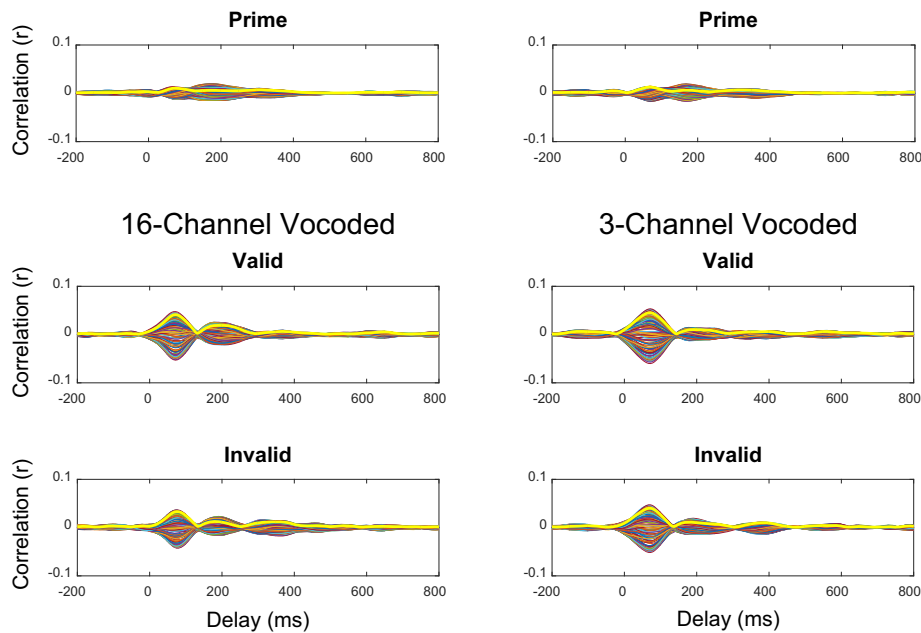 Prime
Prime
0.1
0
-0.1
Correlation (r)
-200 0 200 400 600 800
0.1
0
-0.1
-200 0 200 400 600 800
16-Channel Vocoded
3-Channel Vocoded
Valid
Valid
0.1
0
-0.1
Correlation (r)
-200 0 200 400 600 800
0.1
0
-0.1
-200 0 200 400 600 800
Invalid
Invalid
0.1
0
-0.1
Correlation (r)
-200 0 200 400 600 800
0.1
0
-0.1
-200 0 200 400 600 800
Delay (ms)
Delay (ms)